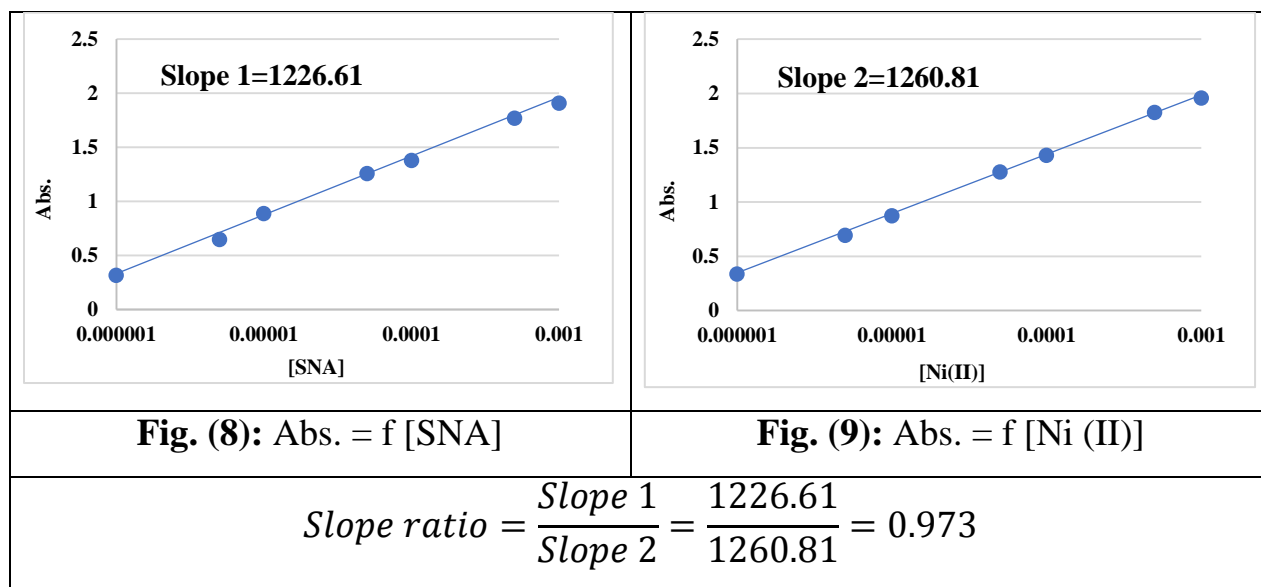 2.5
2
1.5
1
0.5
0
Abs.
Slope 1=1226.61
0.000001 0.00001 0.0001 0.001
[SNA]
2.5
2
1.5
1
0.5
0
Abs.
Slope 2=1260.81
0.000001 0.00001 0.0001 0.001
[Ni(II)]
Fig. (8): Abs. = f [SNA]
Fig. (9): Abs. = f [Ni (II)]
Slope ratio = Slope 1 / Slope 2 = 1226.61 / 1260.81 = 0.973